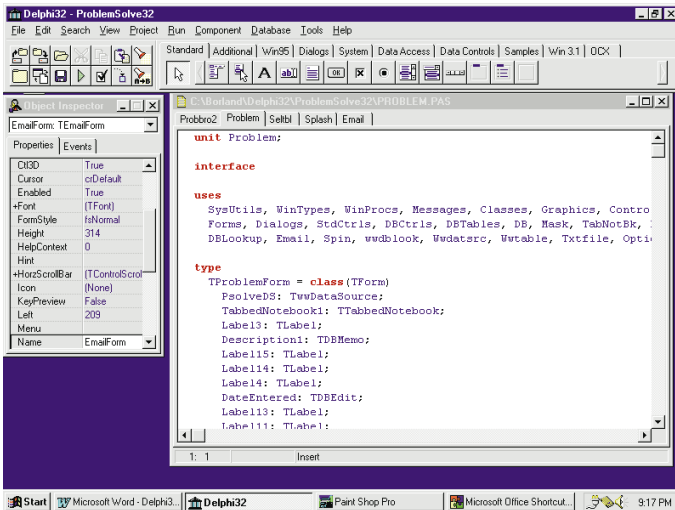 Delphi32 - ProblemSolve32
File Edit Search View Project Run Component Database Tools Help
Standard Additional Win95 Dialogs System Data Access Data Controls Samples Win 3.1 OCX
Object Inspector
EmailForm: TEmailForm
Properties Events
Ctl3D True
Cursor crDefault
Enabled True
+Font (TFont)
FormStyle fsNormal
Height 314
HelpContext 0
Hint
+HorzScrollBar (TControlScrol
Icon (None)
KeyPreview False
Left 209
Menu
Name EmailForm
C:\Borland\Delphi32\ProblemSolve32\PROBLEM.PAS
Probbro2 Problem Seltbl Splash Email
unit Problem;
interface
uses
SysUtils, WinTypes, WinProcs, Messages, Classes, Graphics, Contro
Forms, Dialogs, StdCtrls, DBCtrls, DBTables, DB, Mask, TabNotBk,
DBLookup, Email, Spin, wwdblook, Wwdatsrc, Wwtable, Txtfile, Opti
type
TProblemForm = class(TForm)
PsolveDS: TwwDataSource;
TabbedNotebook1: TTabbedNotebook;
Label3: TLabel;
Description1: TDBMemo;
Label15: TLabel;
Label14: TLabel;
Label4: TLabel;
DateEntered: TDBEdit;
Label13: TLabel;
Label11: TLabel;
1: 1 Insert
Start Microsoft Word - Delphi3... Delphi32 Paint Shop Pro Microsoft Office Shortcut... 9:17 PM